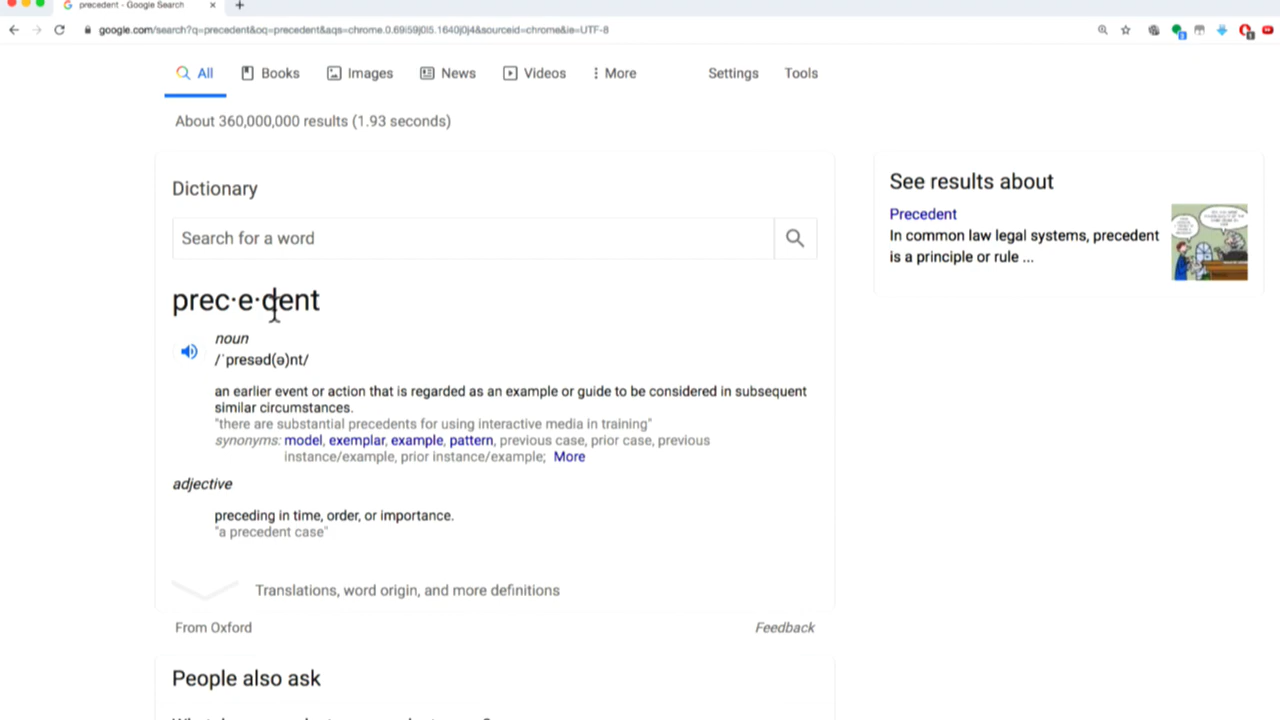 precedent - Google Search
google.com/search?q=precedent&oq=precedent&aqs=chrome.0.69i59j0l5.1640j0j4&sourceid=chrome&ie=UTF-8
All Books Images News Videos More Settings Tools
About 360,000,000 results (1.93 seconds)
Dictionary
Search for a word
prec·e·dent
noun
/ˈpresəd(ə)nt/
an earlier event or action that is regarded as an example or guide to be considered in subsequent
similar circumstances.
"there are substantial precedents for using interactive media in training"
synonyms: model, exemplar, example, pattern, previous case, prior case, previous
instance/example, prior instance/example; More
adjective
preceding in time, order, or importance.
"a precedent case"
Translations, word origin, and more definitions
From Oxford Feedback
People also ask
See results about
Precedent
In common law legal systems, precedent
is a principle or rule ...